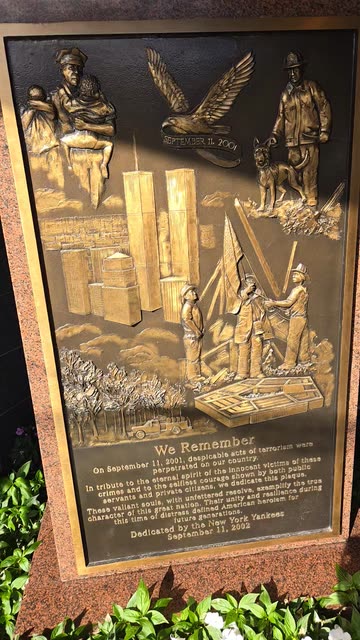 SEPTEMBER 11, 2001
We Remember
On September 11, 2001, despicable acts of terrorism were
perpetrated on our country.
In tribute to the eternal spirit of the innocent victims of these
crimes and to the selfless courage shown by both public
servants and private citizens, we dedicate this plaque.
These valiant souls, with unfettered resolve, exemplify the true
character of this great nation. Their unity and resilience during
this time of distress defined American heroism for
future generations.
Dedicated by the New York Yankees
September 11, 2002